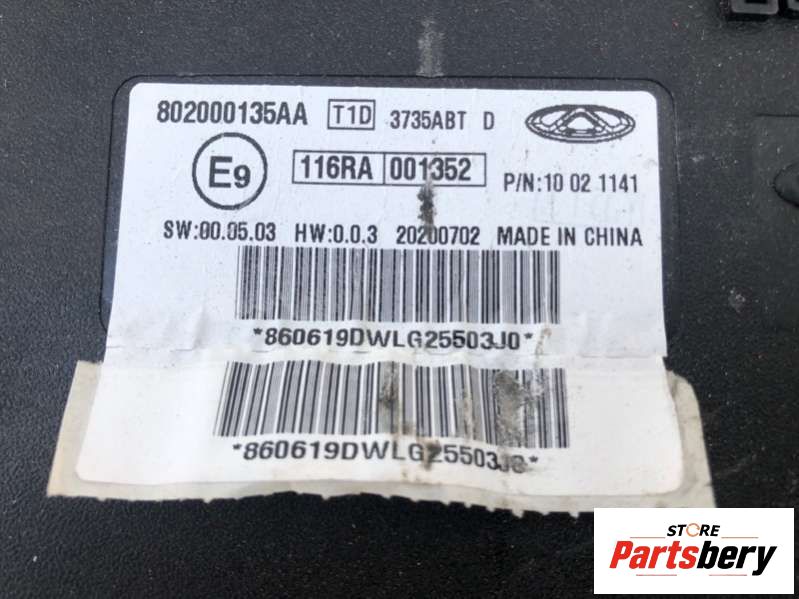 802000135AA T1D 3735ABT D
E9 116RA 001352 P/N:10 02 1141
SW:00.05.03 HW:0.0.3 20200702 MADE IN CHINA
*860619DWLG25503J0*
*860619DWLG25503J0*
STORE
Partsbery